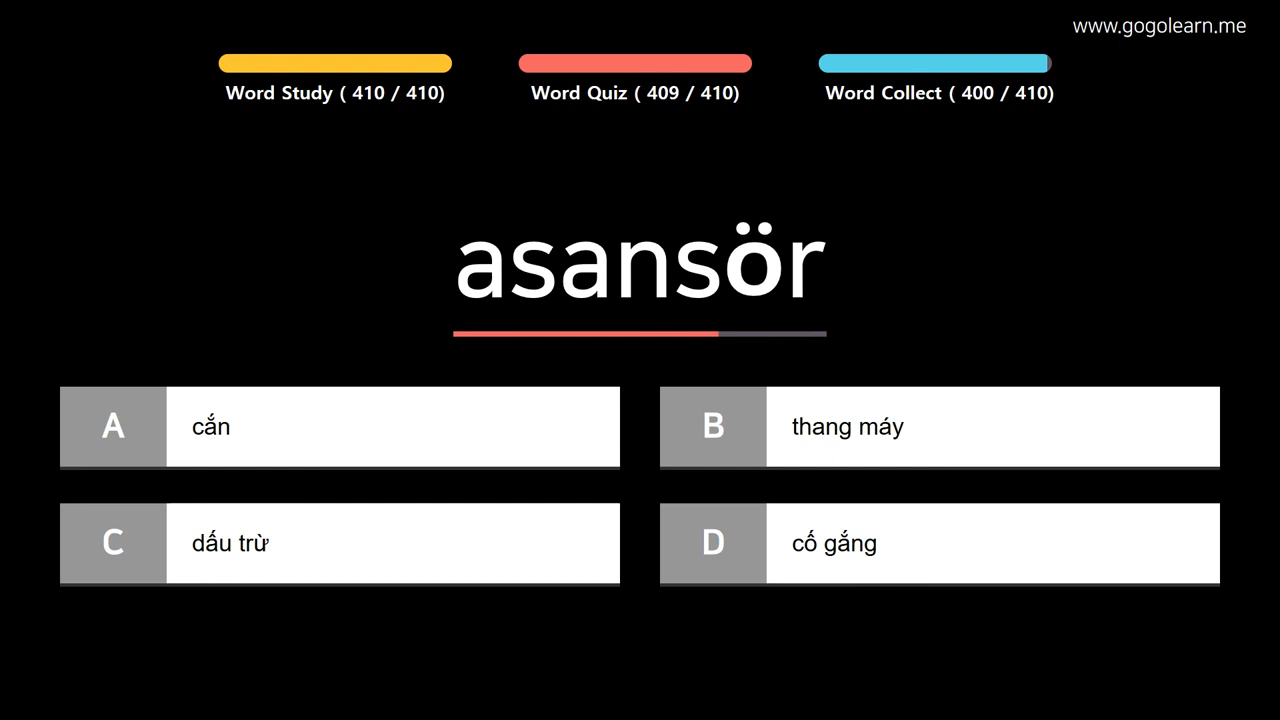 www.gogolearn.me
Word Study ( 410 / 410)
Word Quiz ( 409 / 410)
Word Collect ( 400 / 410)
asansör
A cắn
B thang máy
C dấu trừ
D cố gắng